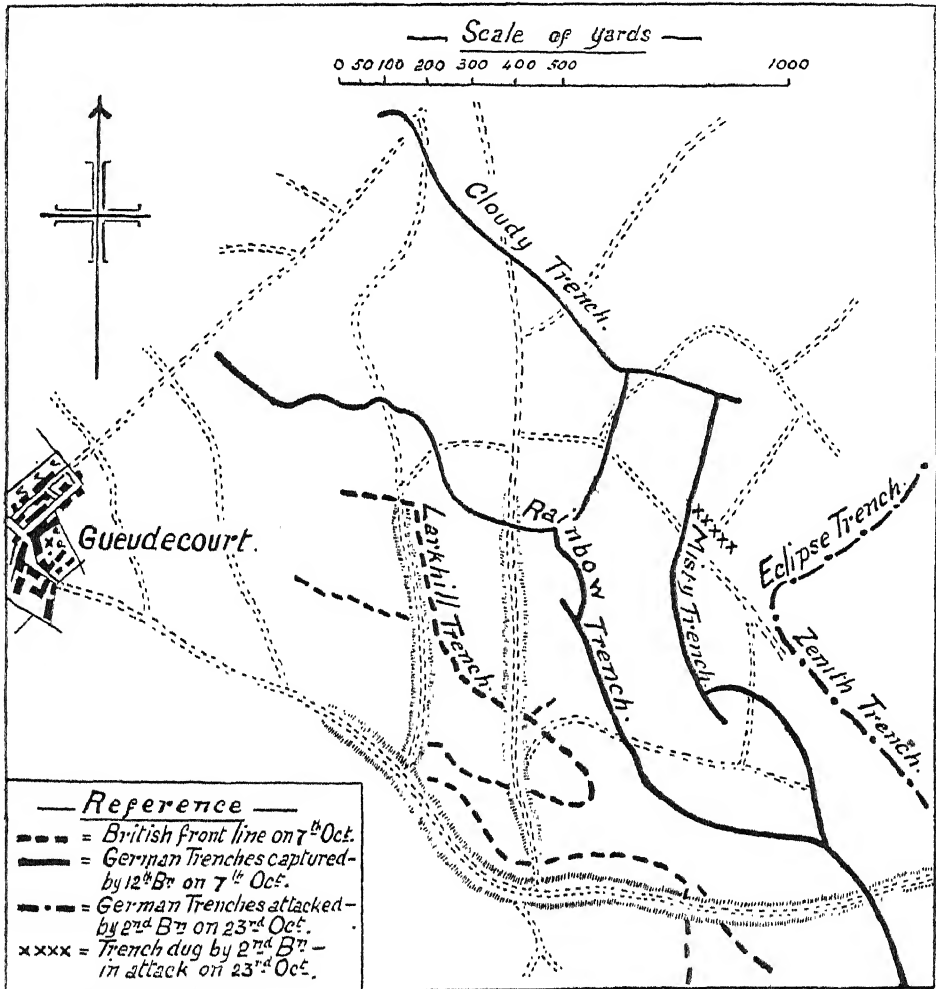 — Scale of yards —
0 50 100 200 300 400 500 1000
Cloudy Trench.
Gueudecourt.
Larkhill Trench.
Rainbow Trench.
Misty Trench.
Eclipse Trench.
Zenith Trench.
— Reference —
= British front line on 7th Oct.
= German Trenches captured-
by 12th Bn on 7th Oct.
= German Trenches attacked-
by 2nd Bn on 23rd Oct.
xxxx = Trench dug by 2nd Bn -
in attack on 23rd Oct.